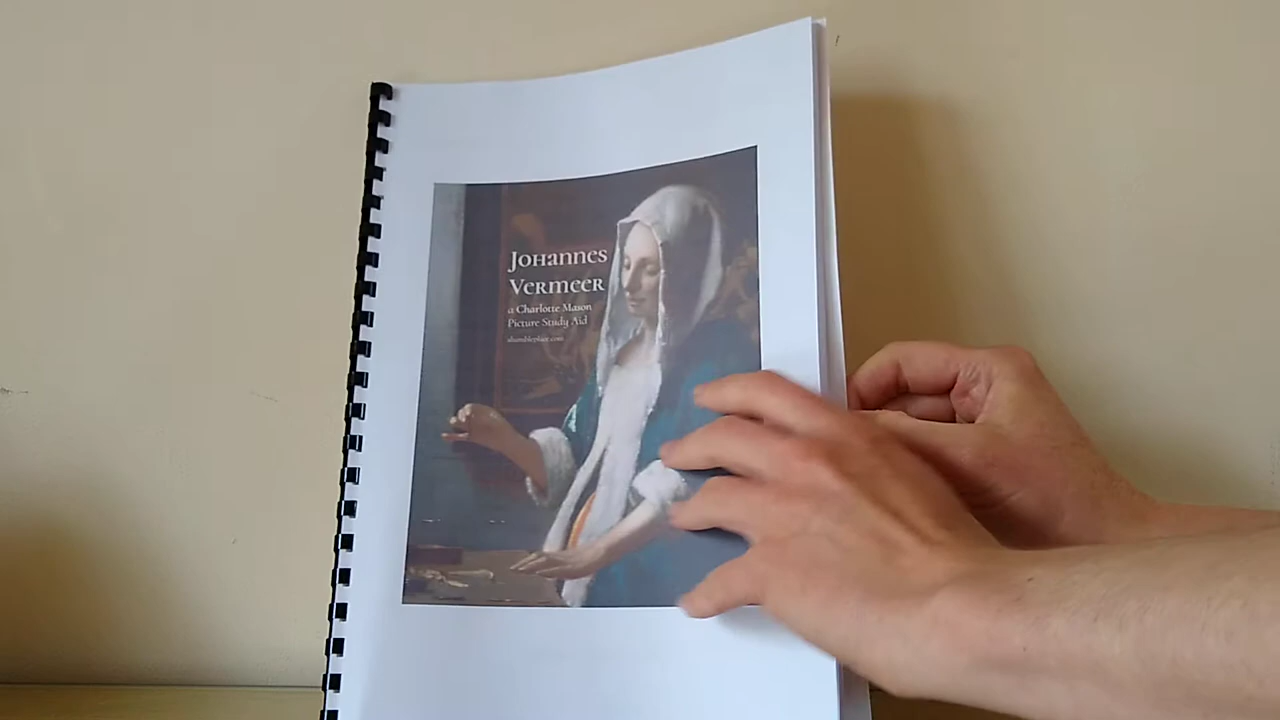 Johannes
Vermeer
a Charlotte Mason
Picture Study Aid
ahumbleplace.com